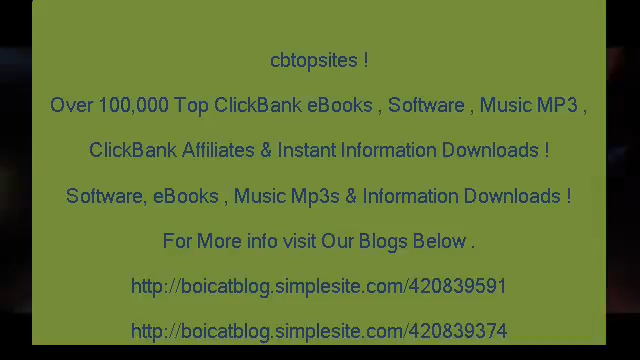 cbtopsites !
Over 100,000 Top ClickBank eBooks , Software , Music MP3 ,
ClickBank Affiliates & Instant Information Downloads !
Software, eBooks , Music Mp3s & Information Downloads !
For More info visit Our Blogs Below .
http://boicatblog.simplesite.com/420839591
http://boicatblog.simplesite.com/420839374